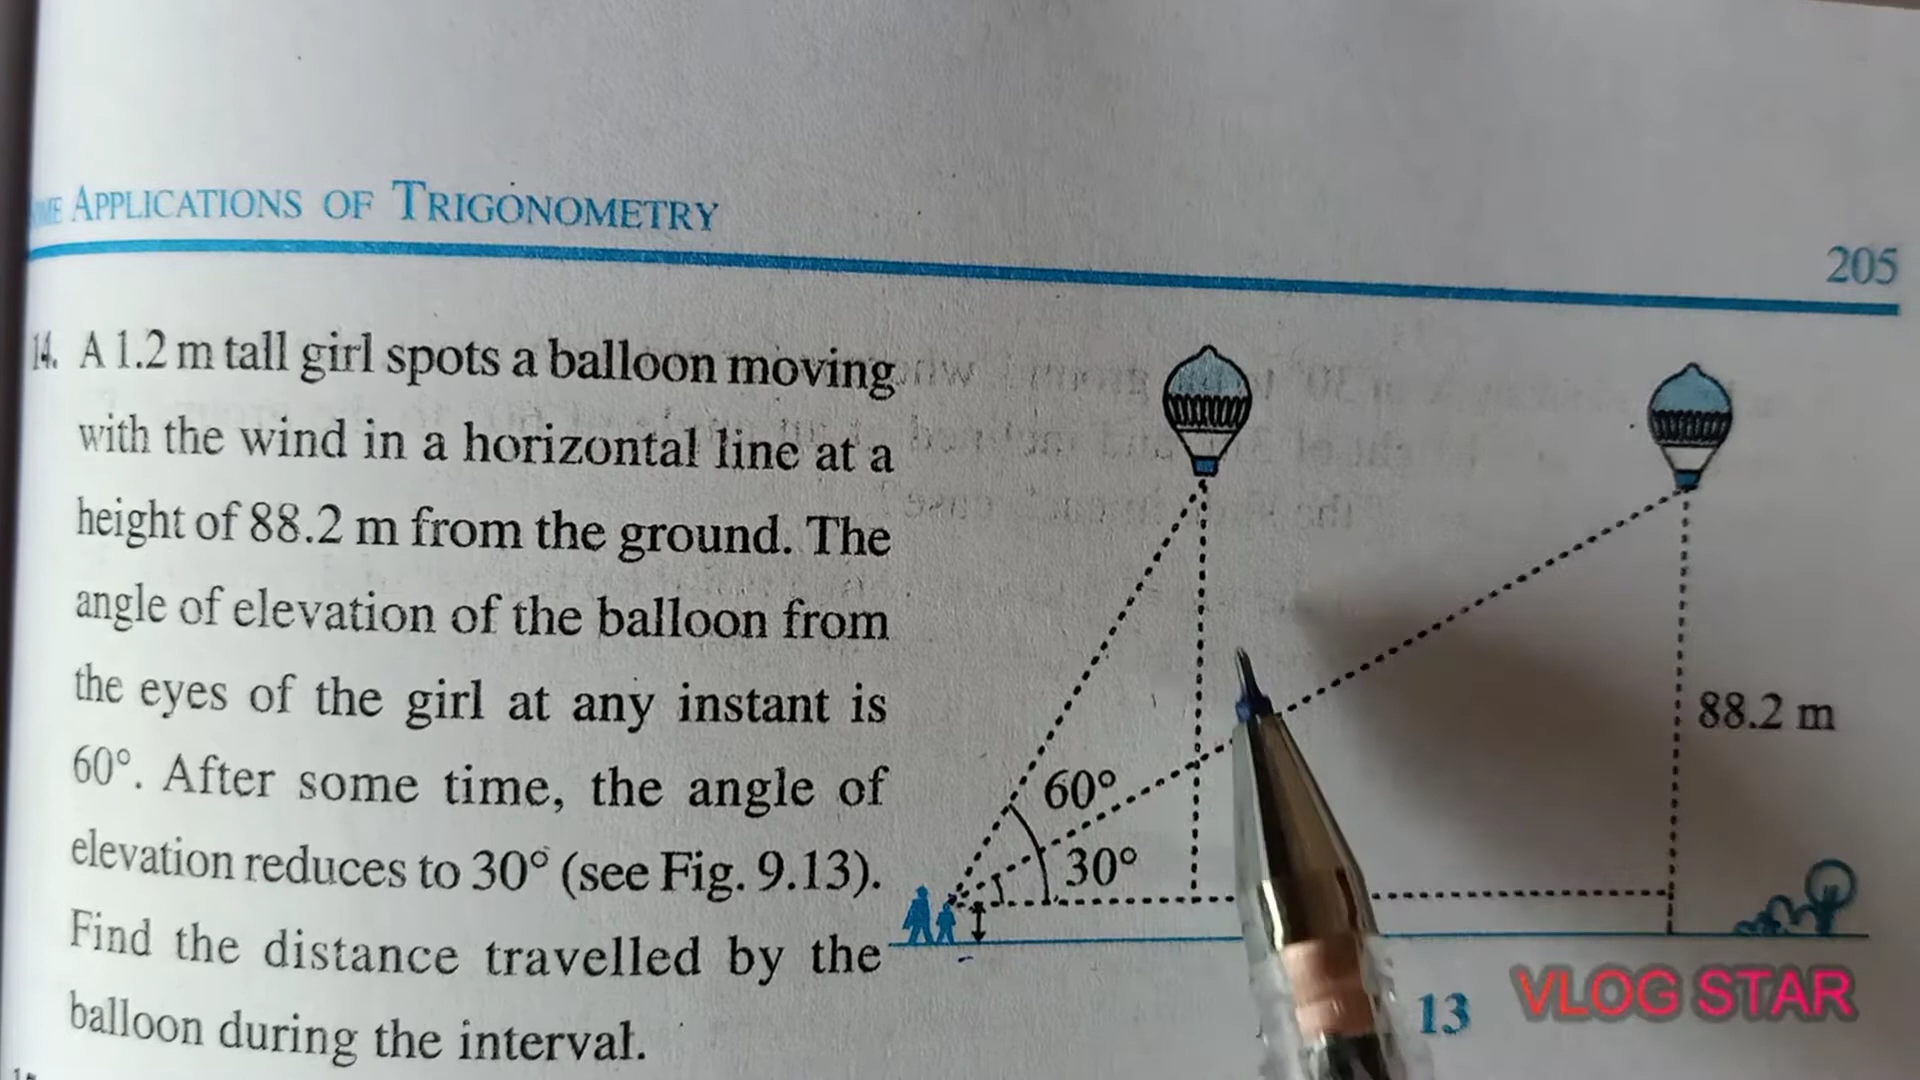 APPLICATIONS OF TRIGONOMETRY
205
14. A 1.2 m tall girl spots a balloon moving
with the wind in a horizontal line at a
height of 88.2 m from the ground. The
angle of elevation of the balloon from
the eyes of the girl at any instant is
60°. After some time, the angle of
elevation reduces to 30° (see Fig. 9.13).
Find the distance travelled by the
balloon during the interval.
60°
30°
88.2 m
13
VLOG STAR